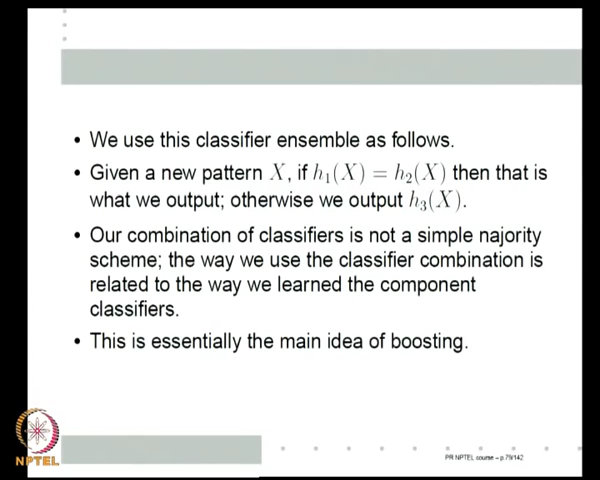 • We use this classifier ensemble as follows.
• Given a new pattern X, if h₁(X) = h₂(X) then that is
what we output; otherwise we output h₃(X).
• Our combination of classifiers is not a simple najority
scheme; the way we use the classifier combination is
related to the way we learned the component
classifiers.
• This is essentially the main idea of boosting.
NPTEL
PR NPTEL course – p.79/142